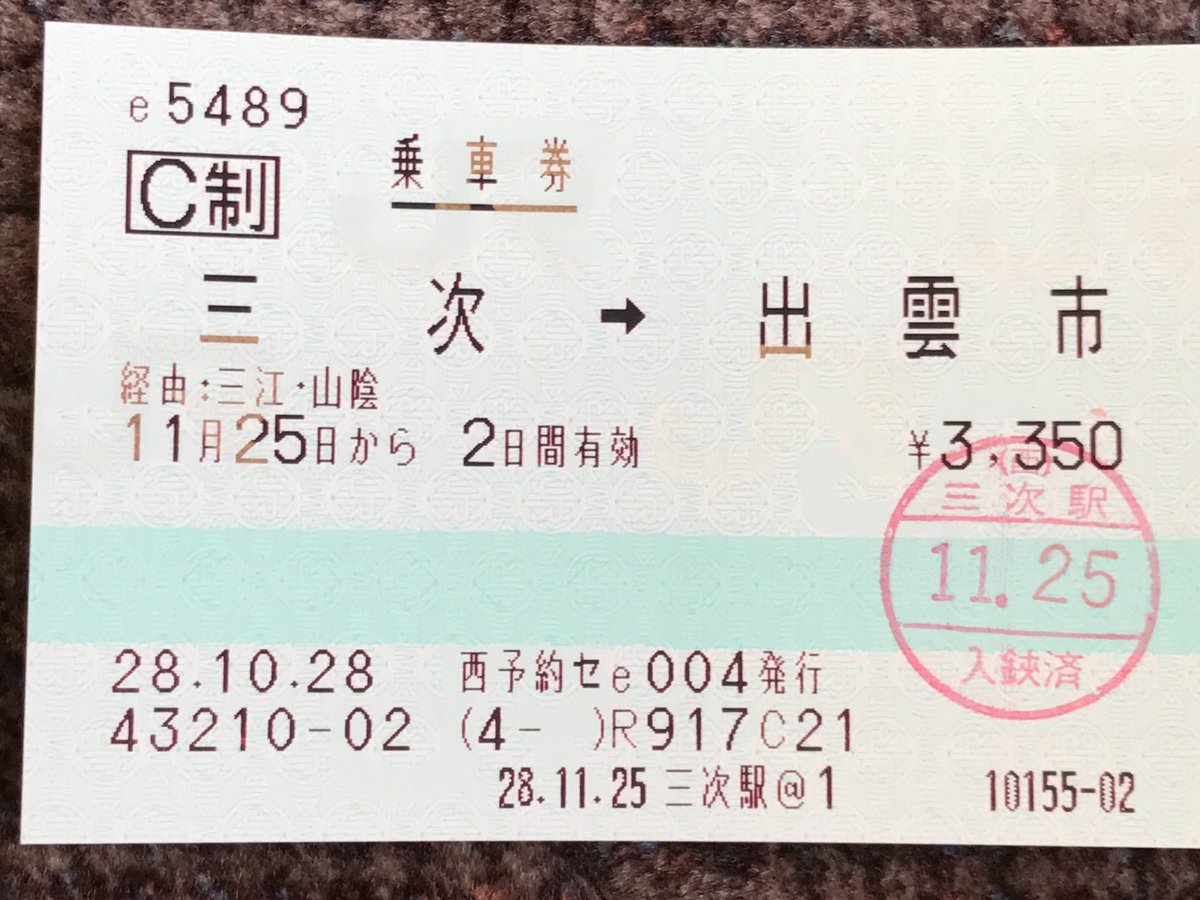 e5489
C制 乗車券
三次 → 出雲市
経由:三江・山陰
11月25日から 2日間有効 ¥3,350
(西)
三次駅
11.25
入鋏済
28.10.28 西予約セe004発行
43210-02 (4- )R917C21
28.11.25 三次駅@1 10155-02